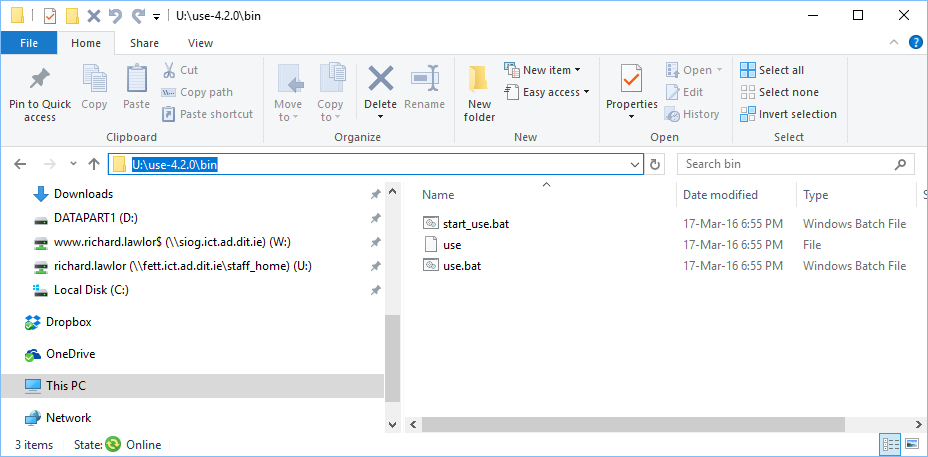 U:\use-4.2.0\bin
File Home Share View
Pin to Quick access
Copy
Paste
Cut
Copy path
Paste shortcut
Clipboard
Move to
Copy to
Delete
Rename
Organize
New folder
New item
Easy access
New
Properties
Open
Edit
History
Open
Select all
Select none
Invert selection
Select
U:\use-4.2.0\bin
Search bin
Downloads
DATAPART1 (D:)
www.richard.lawlor$ (\\siog.ict.ad.dit.ie) (W:)
richard.lawlor (\\fett.ict.ad.dit.ie\staff_home) (U:)
Local Disk (C:)
Dropbox
OneDrive
This PC
Network
Name Date modified Type S
start_use.bat 17-Mar-16 6:55 PM Windows Batch File
use 17-Mar-16 6:55 PM File
use.bat 17-Mar-16 6:55 PM Windows Batch File
3 items State: Online